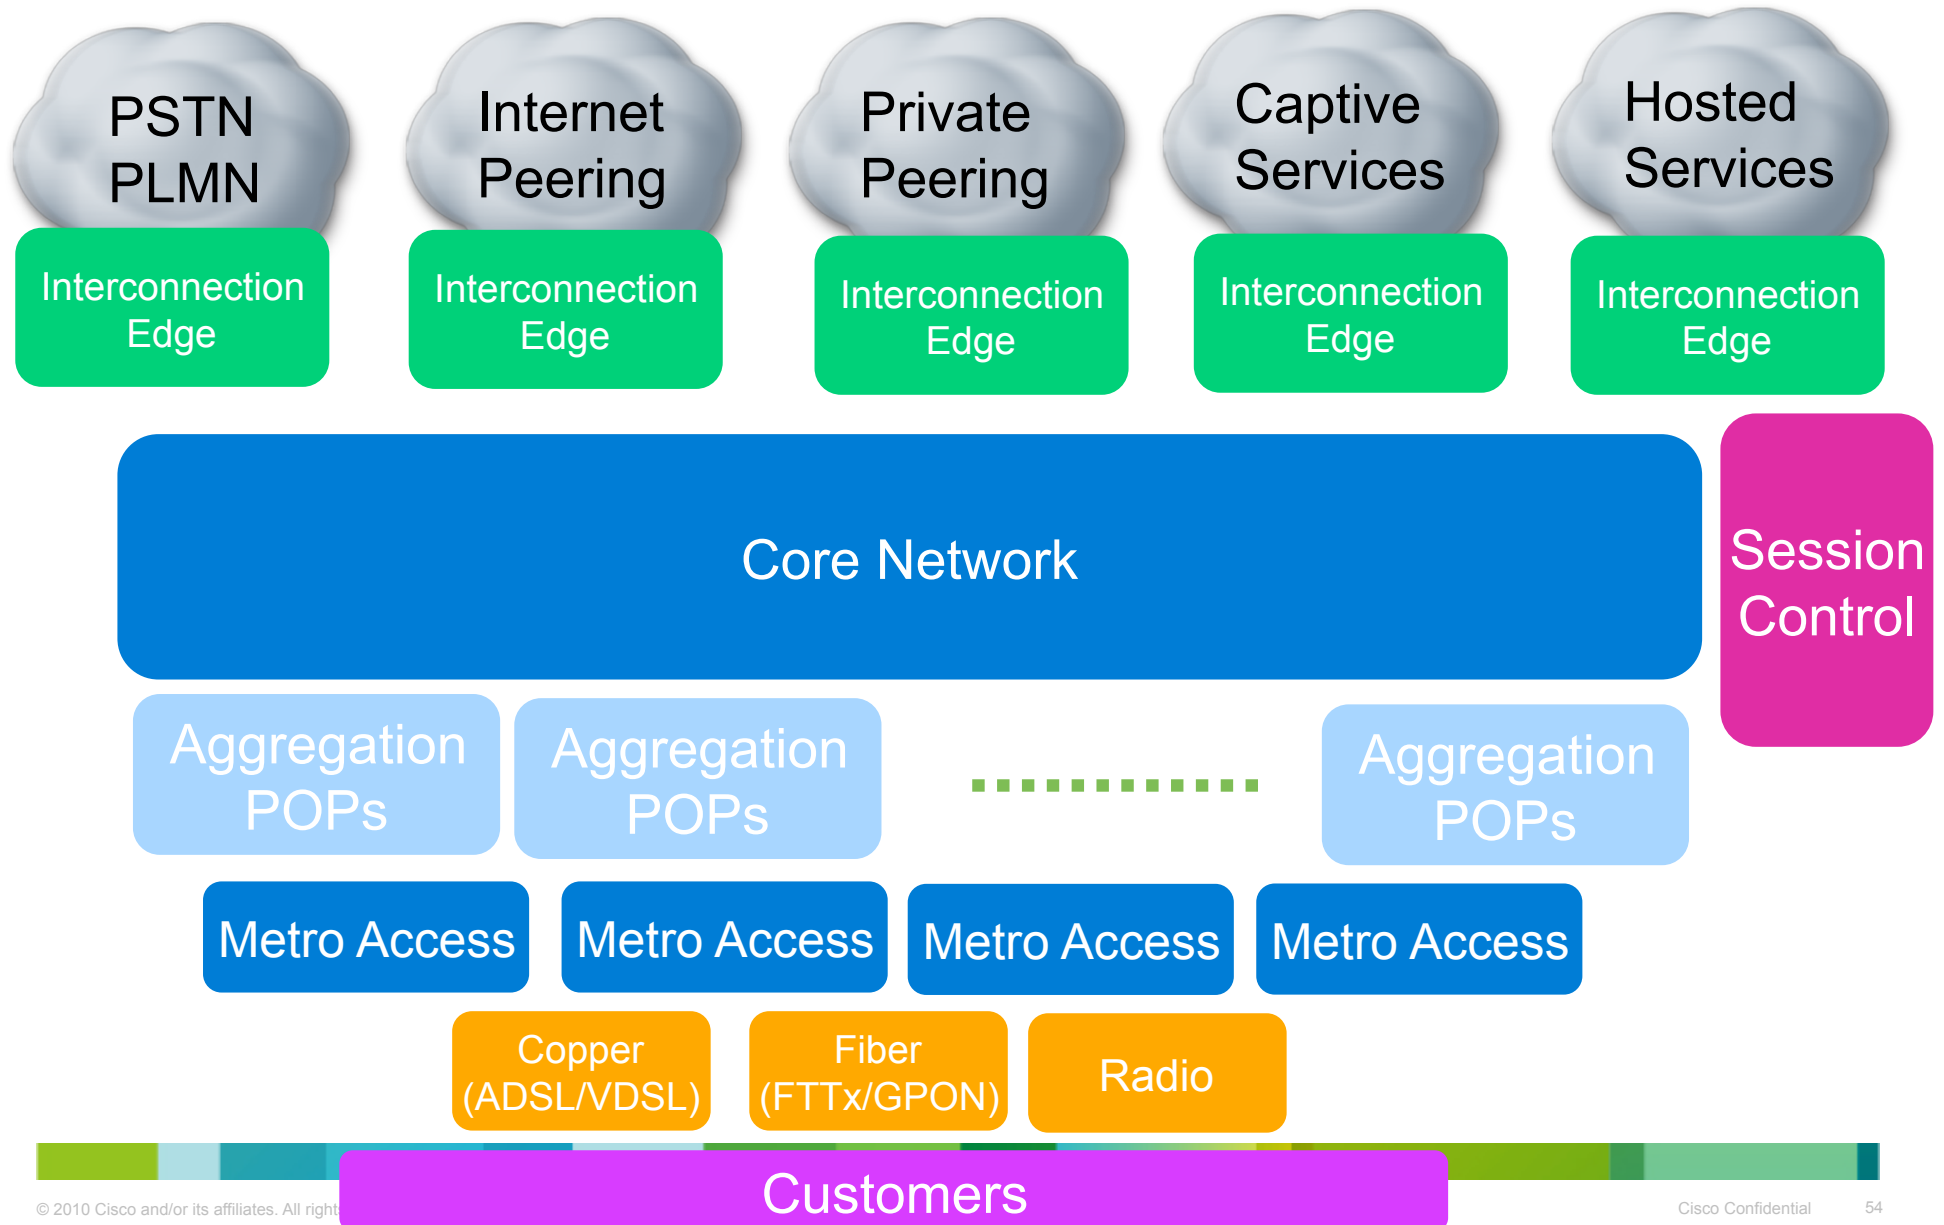 PSTN
PLMN
Internet
Peering
Private
Peering
Captive
Services
Hosted
Services
Interconnection
Edge
Interconnection
Edge
Interconnection
Edge
Interconnection
Edge
Interconnection
Edge
Core Network
Session
Control
Aggregation
POPs
Aggregation
POPs
Aggregation
POPs
Metro Access
Metro Access
Metro Access
Metro Access
Copper
(ADSL/VDSL)
Fiber
(FTTx/GPON)
Radio
Customers
© 2010 Cisco and/or its affiliates. All right
Cisco Confidential
54